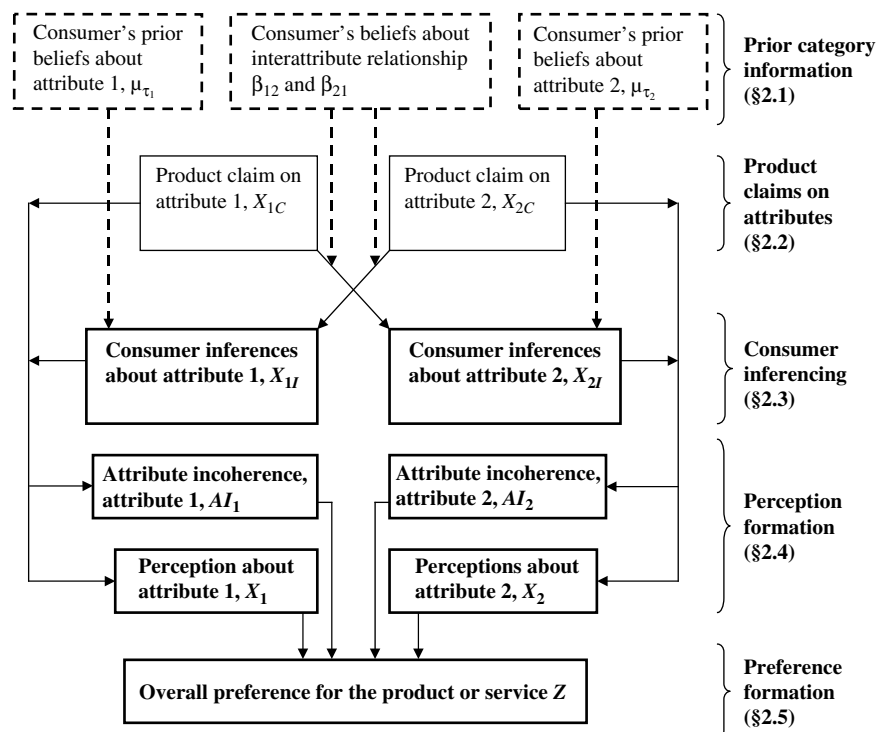 Consumer's prior
beliefs about
attribute 1, μτ₁
Consumer's beliefs about
interattribute relationship
β₁₂ and β₂₁
Consumer's prior
beliefs about
attribute 2, μτ₂
Prior category
information
(§2.1)
Product claim on
attribute 1, X1C
Product claim on
attribute 2, X2C
Product
claims on
attributes
(§2.2)
Consumer inferences
about attribute 1, X1I
Consumer inferences
about attribute 2, X2I
Consumer
inferencing
(§2.3)
Attribute incoherence,
attribute 1, AI₁
Attribute incoherence,
attribute 2, AI₂
Perception about
attribute 1, X₁
Perceptions about
attribute 2, X₂
Perception
formation
(§2.4)
Overall preference for the product or service Z
Preference
formation
(§2.5)